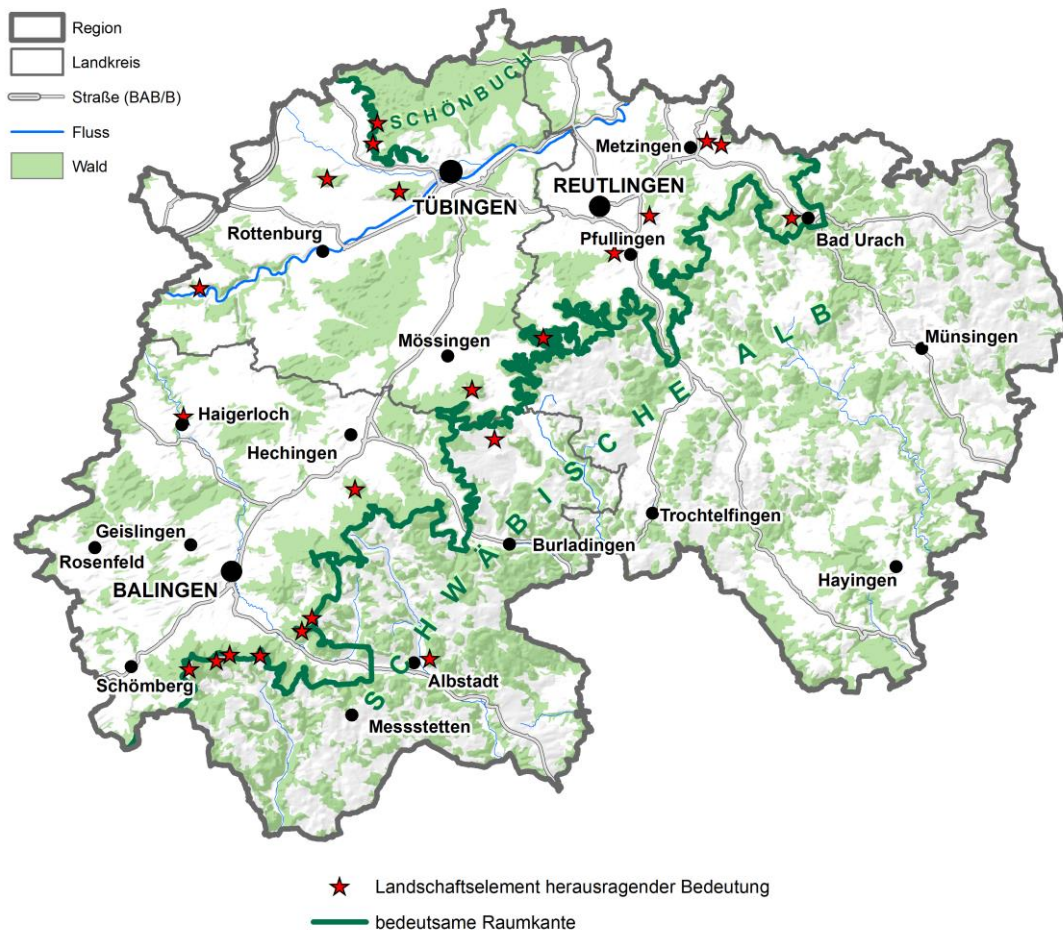 Region
Landkreis
Straße (BAB/B)
Fluss
Wald
SCHÖNBUCH
Metzingen
REUTLINGEN
TÜBINGEN
Rottenburg
Pfullingen
Bad Urach
Mössingen
Münsingen
Haigerloch
Hechingen
SCHWÄBISCHE ALB
Trochtelfingen
Geislingen
Rosenfeld
Burladingen
BALINGEN
Hayingen
Schömberg
Albstadt
Messstetten
Landschaftselement herausragender Bedeutung
bedeutsame Raumkante